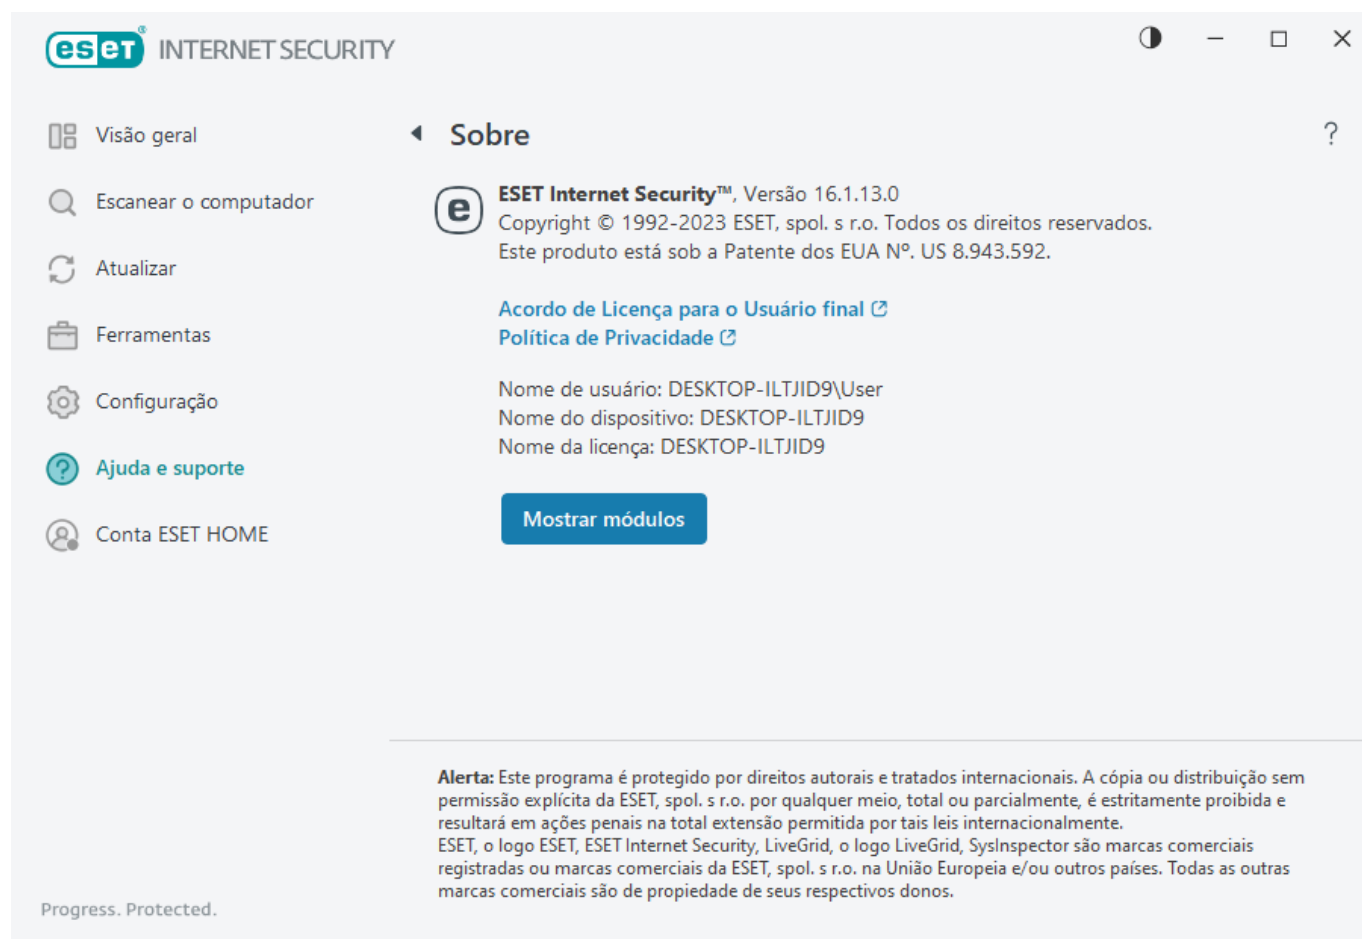 eset® INTERNET SECURITY
Visão geral
Escanear o computador
Atualizar
Ferramentas
Configuração
Ajuda e suporte
Conta ESET HOME
Progress. Protected.
Sobre
?
e
ESET Internet Security™, Versão 16.1.13.0
Copyright © 1992-2023 ESET, spol. s r.o. Todos os direitos reservados.
Este produto está sob a Patente dos EUA Nº. US 8.943.592.
Acordo de Licença para o Usuário final
Política de Privacidade
Nome de usuário: DESKTOP-ILTJID9\User
Nome do dispositivo: DESKTOP-ILTJID9
Nome da licença: DESKTOP-ILTJID9
Mostrar módulos
Alerta: Este programa é protegido por direitos autorais e tratados internacionais. A cópia ou distribuição sem
permissão explícita da ESET, spol. s r.o. por qualquer meio, total ou parcialmente, é estritamente proibida e
resultará em ações penais na total extensão permitida por tais leis internacionalmente.
ESET, o logo ESET, ESET Internet Security, LiveGrid, o logo LiveGrid, SysInspector são marcas comerciais
registradas ou marcas comerciais da ESET, spol. s r.o. na União Europeia e/ou outros países. Todas as outras
marcas comerciais são de propiedade de seus respectivos donos.